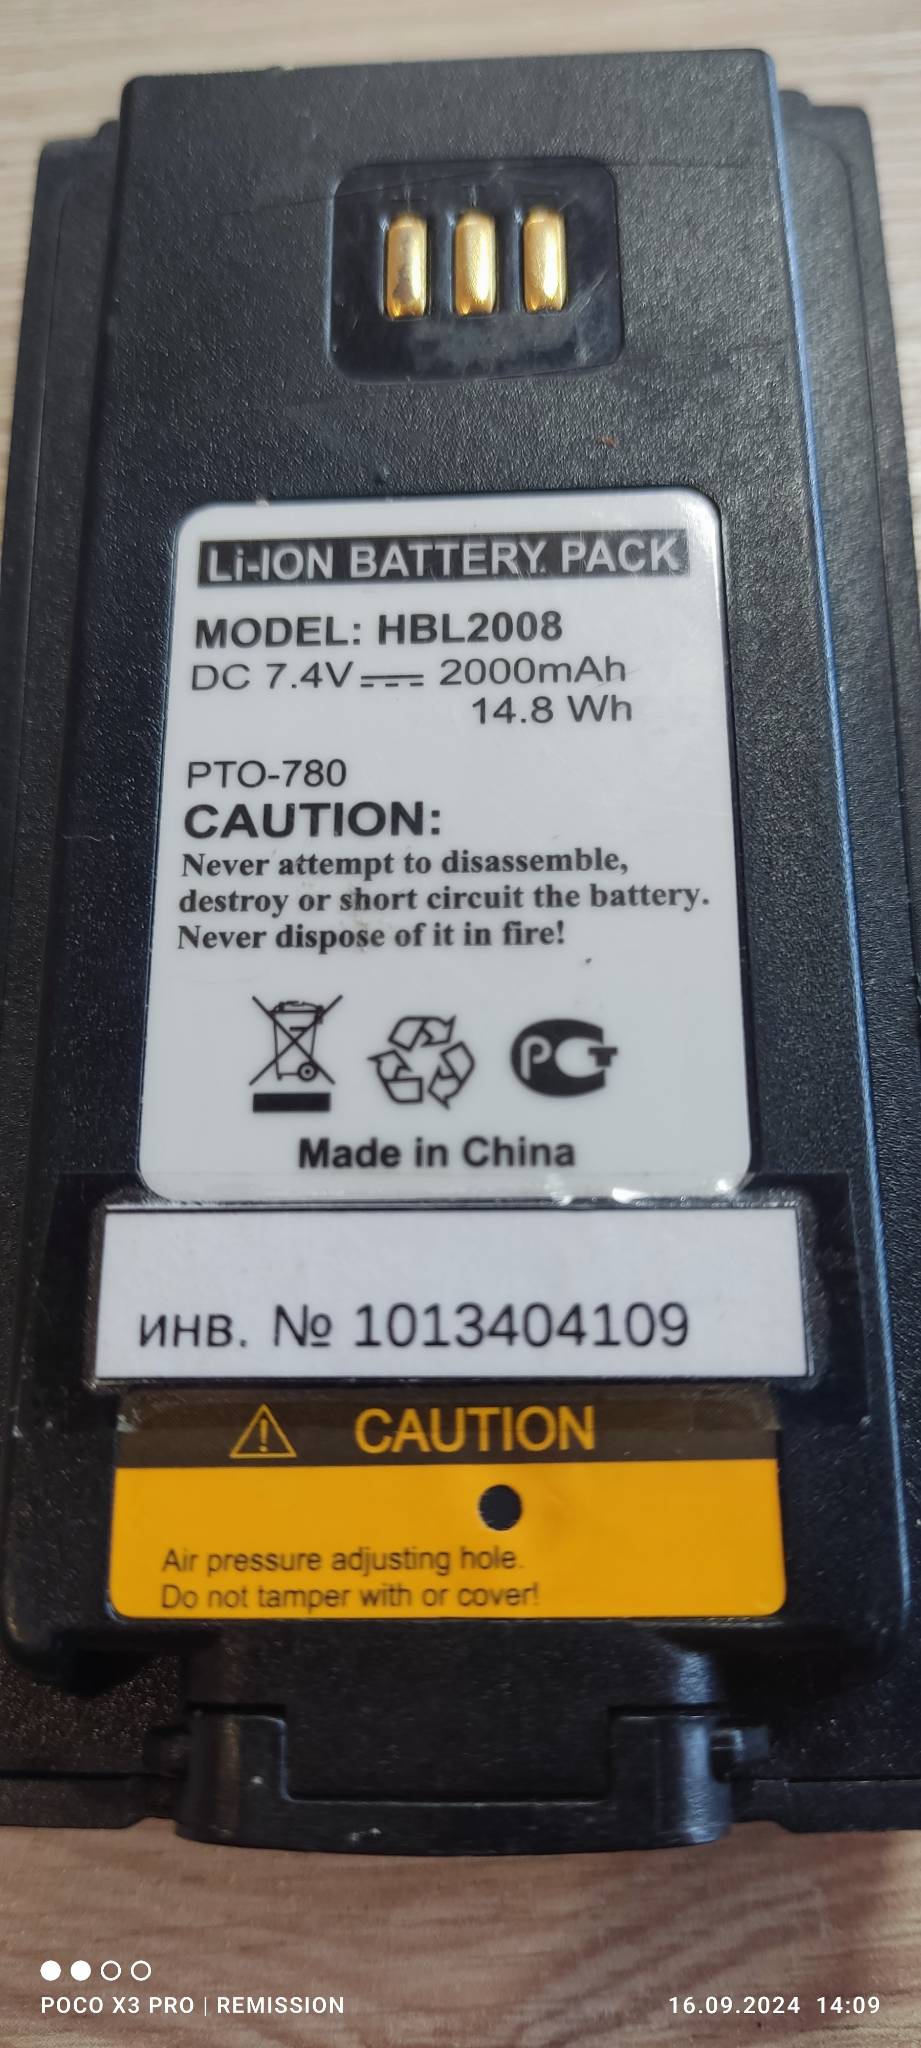 Li-ION BATTERY PACK
MODEL: HBL2008
DC 7.4V⎓ 2000mAh
14.8 Wh
PTO-780
CAUTION:
Never attempt to disassemble,
destroy or short circuit the battery.
Never dispose of it in fire!
РСТ
Made in China
инв. № 1013404109
CAUTION
Air pressure adjusting hole.
Do not tamper with or cover!
POCO X3 PRO | REMISSION
16.09.2024 14:09